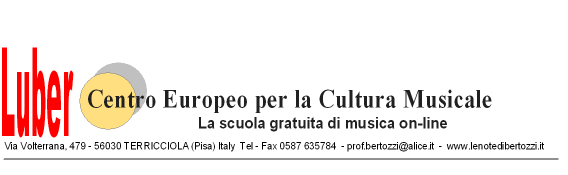 Luber
Centro Europeo per la Cultura Musicale
La scuola gratuita di musica on-line
Via Volterrana, 479 - 56030 TERRICCIOLA (Pisa) Italy Tel - Fax 0587 635784 - prof.bertozzi@alice.it - www.lenotedibertozzi.it